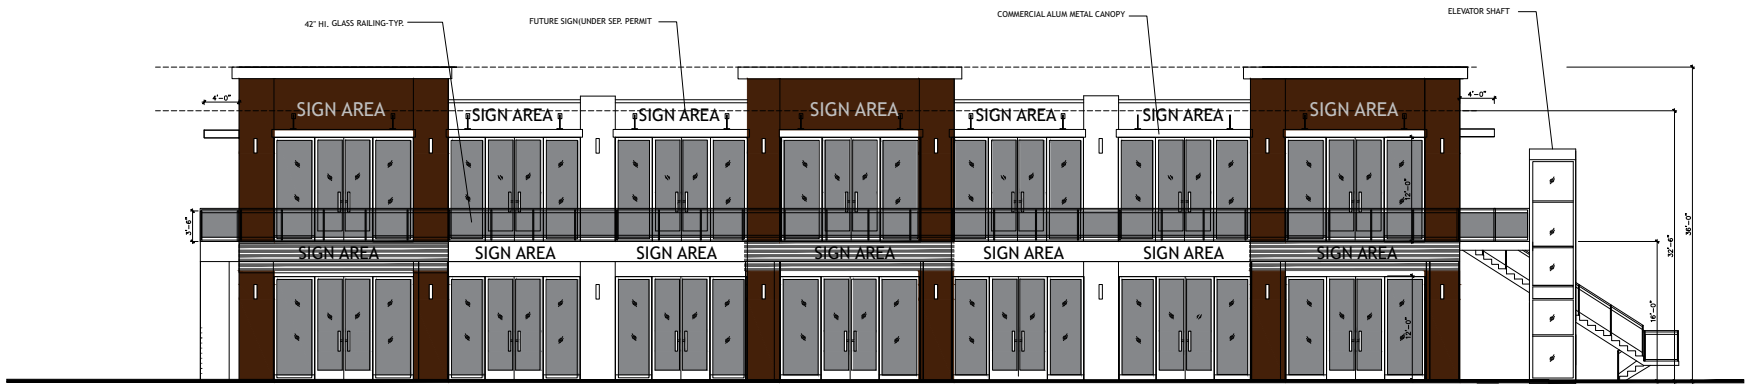 42" HI. GLASS RAILING-TYP.
FUTURE SIGN(UNDER SEP. PERMIT
COMMERCIAL ALUM METAL CANOPY
ELEVATOR SHAFT
4'-0"
4'-0"
SIGN AREA
SIGN AREA
SIGN AREA
SIGN AREA
SIGN AREA
SIGN AREA
SIGN AREA
12'-0"
3'-6"
36'-0"
32'-6"
SIGN AREA
SIGN AREA
SIGN AREA
SIGN AREA
SIGN AREA
SIGN AREA
SIGN AREA
16'-0"
12'-0"